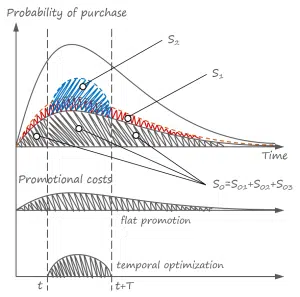 Probability of purchase
S2
S1
S0=S01+S02+S03
Time
Promotional costs
flat promotion
temporal optimization
t
t+T